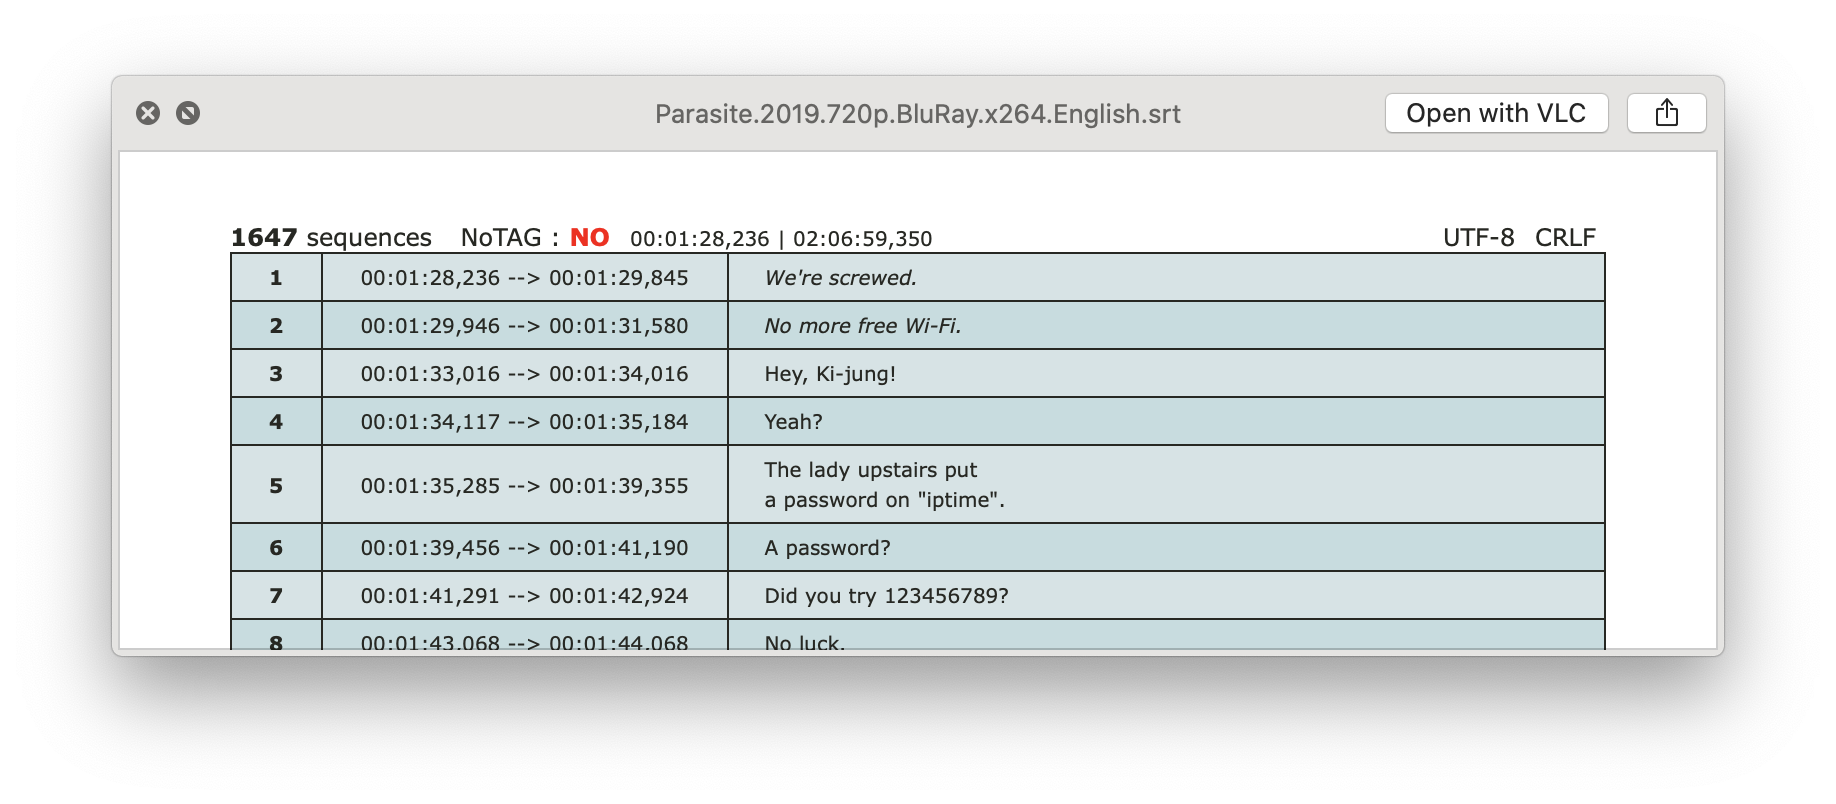 Parasite.2019.720p.BluRay.x264.English.srt
Open with VLC
1647 sequences NoTAG : NO 00:01:28,236 | 02:06:59,350 UTF-8 CRLF
1 00:01:28,236 --> 00:01:29,845 We're screwed.
2 00:01:29,946 --> 00:01:31,580 No more free Wi-Fi.
3 00:01:33,016 --> 00:01:34,016 Hey, Ki-jung!
4 00:01:34,117 --> 00:01:35,184 Yeah?
5 00:01:35,285 --> 00:01:39,355 The lady upstairs put
a password on "iptime".
6 00:01:39,456 --> 00:01:41,190 A password?
7 00:01:41,291 --> 00:01:42,924 Did you try 123456789?
8 00:01:43,068 --> 00:01:44,068 No luck.